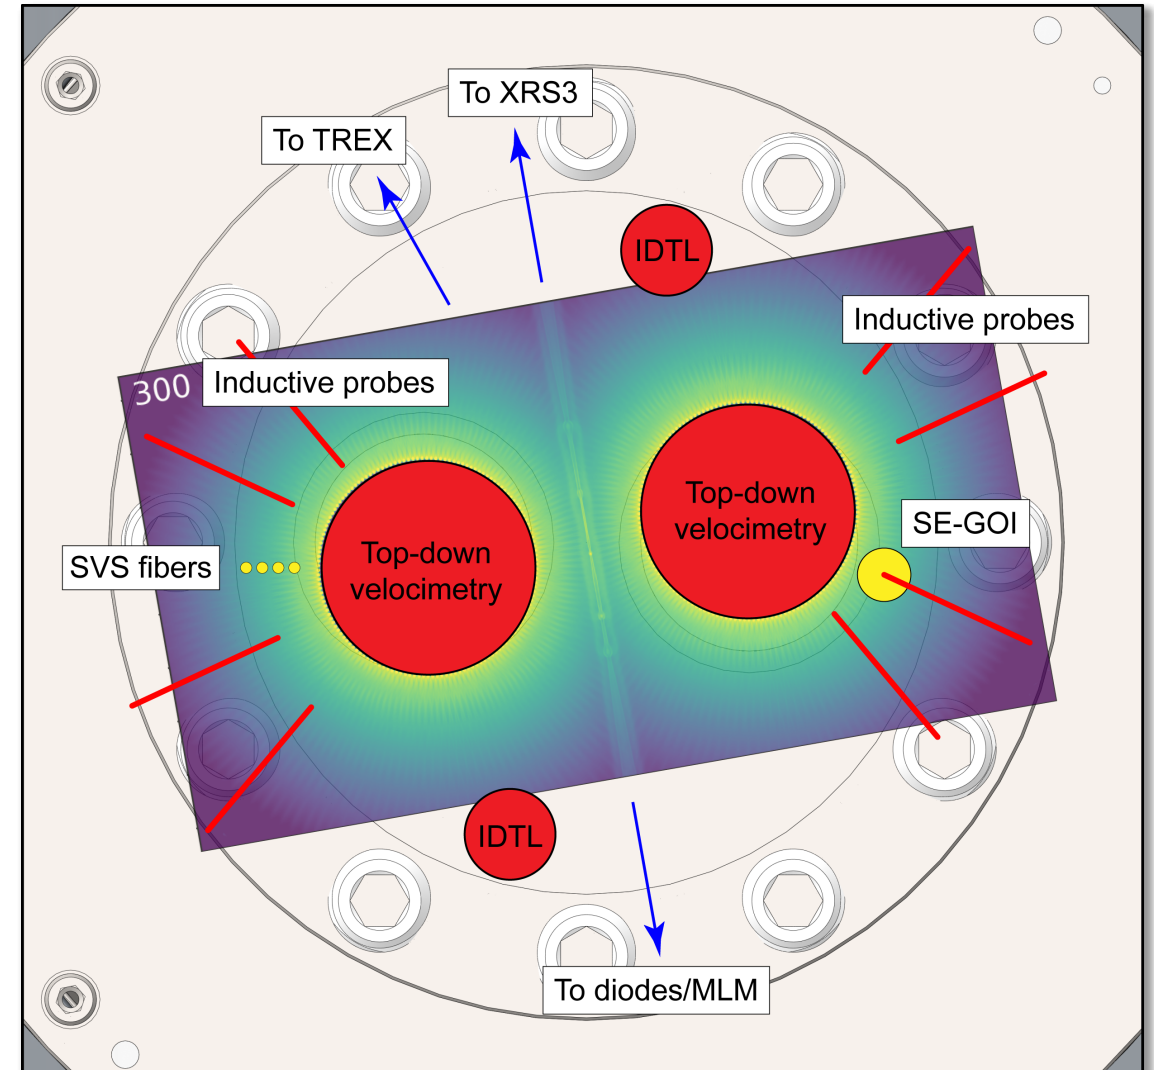 To XRS3
To TREX
IDTL
Inductive probes
300
Inductive probes
Top-down
velocimetry
SE-GOI
Top-down
velocimetry
SVS fibers
IDTL
To diodes/MLM